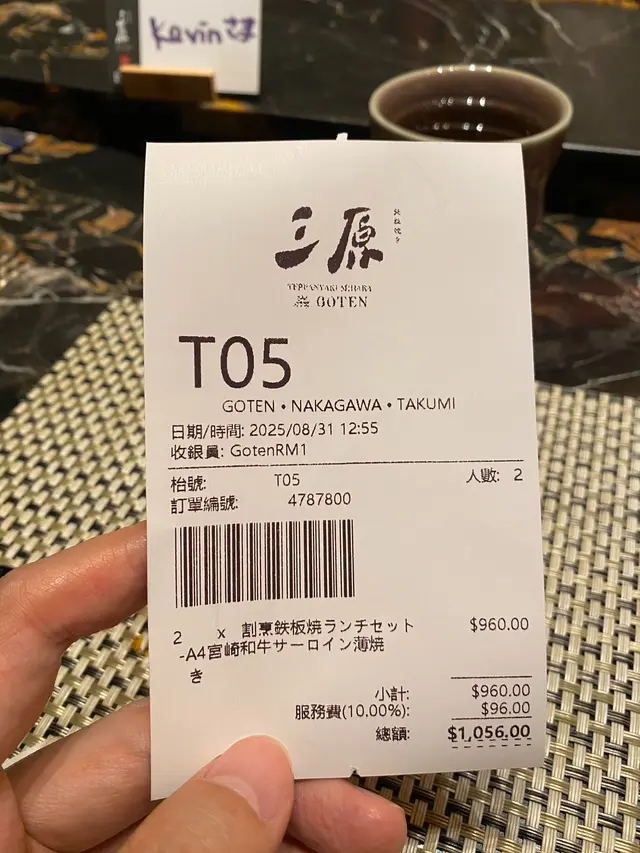 Kevinさま
三原
TEPPANYAKI MIHARA
GOTEN
T05
GOTEN • NAKAGAWA • TAKUMI
日期/時間: 2025/08/31 12:55
收銀員: GotenRM1
枱號: T05 人數: 2
訂單編號: 4787800
2 x 割烹鉄板焼ランチセット $960.00
-A4宮崎和牛サーロイン薄焼
き
小計: $960.00
服務費(10.00%): $96.00
總額: $1,056.00